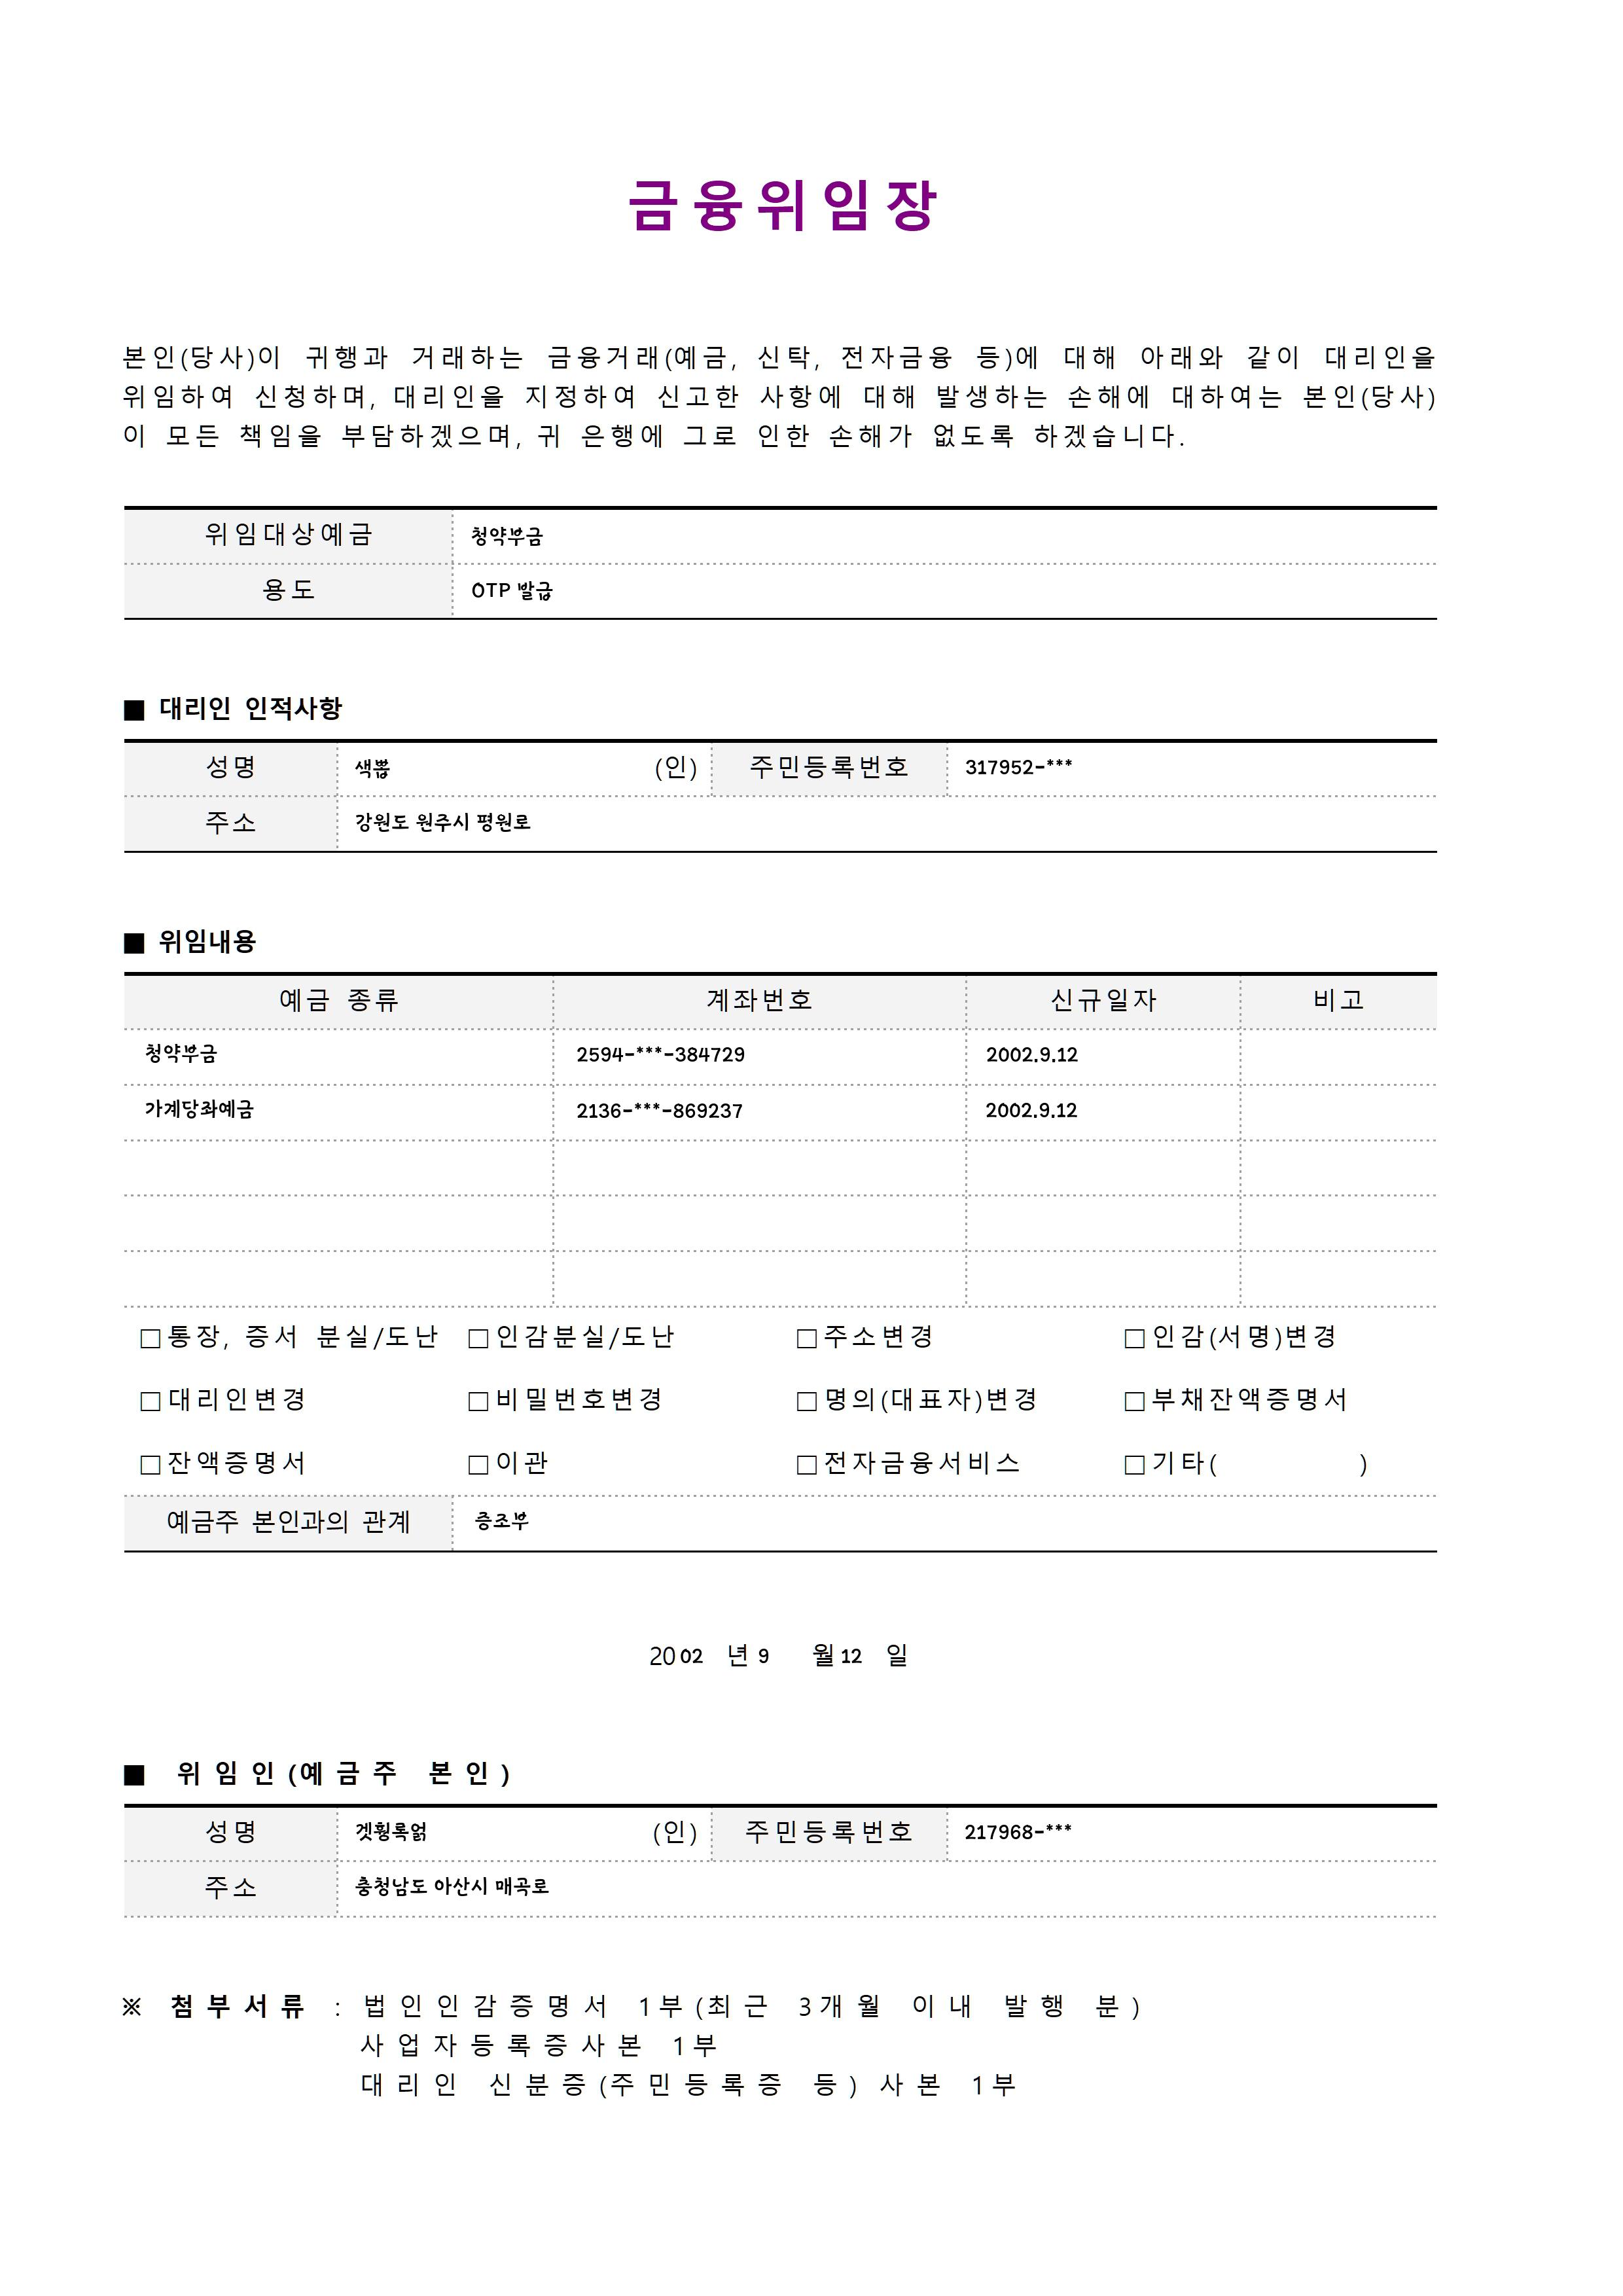 금융위임장
본인(당사)이 귀행과 거래하는 금융거래(예금, 신탁, 전자금융 등)에 대해 아래와 같이 대리인을
위임하여 신청하며, 대리인을 지정하여 신고한 사항에 대해 발생하는 손해에 대하여는 본인(당사)
이 모든 책임을 부담하겠으며, 귀 은행에 그로 인한 손해가 없도록 하겠습니다.
위임대상예금 청약부금
용도 OTP 발급
■ 대리인 인적사항
성명 색뽑 (인) 주민등록번호 317952-***
주소 강원도 원주시 평원로
■ 위임내용
예금 종류 계좌번호 신규일자 비고
청약부금 2594-***-384729 2002.9.12
가계당좌예금 2136-***-869237 2002.9.12
□통장, 증서 분실/도난 □인감분실/도난 □주소변경 □인감(서명)변경
□대리인변경 □비밀번호변경 □명의(대표자)변경 □부채잔액증명서
□잔액증명서 □이관 □전자금융서비스 □기타( )
예금주 본인과의 관계 증조부
2002 년 9 월 12 일
■ 위임인(예금주 본인)
성명 겟횡록얽 (인) 주민등록번호 217968-***
주소 충청남도 아산시 매곡로
※ 첨부서류 : 법인인감증명서 1부(최근 3개월 이내 발행 분)
사업자등록증사본 1부
대리인 신분증(주민등록증 등) 사본 1부